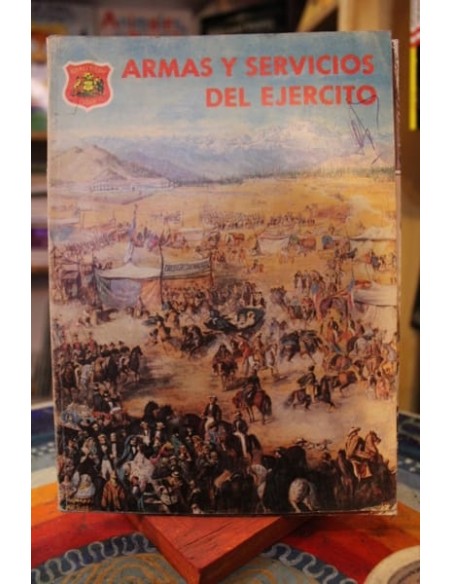 ARMAS Y SERVICIOS
DEL EJERCITO